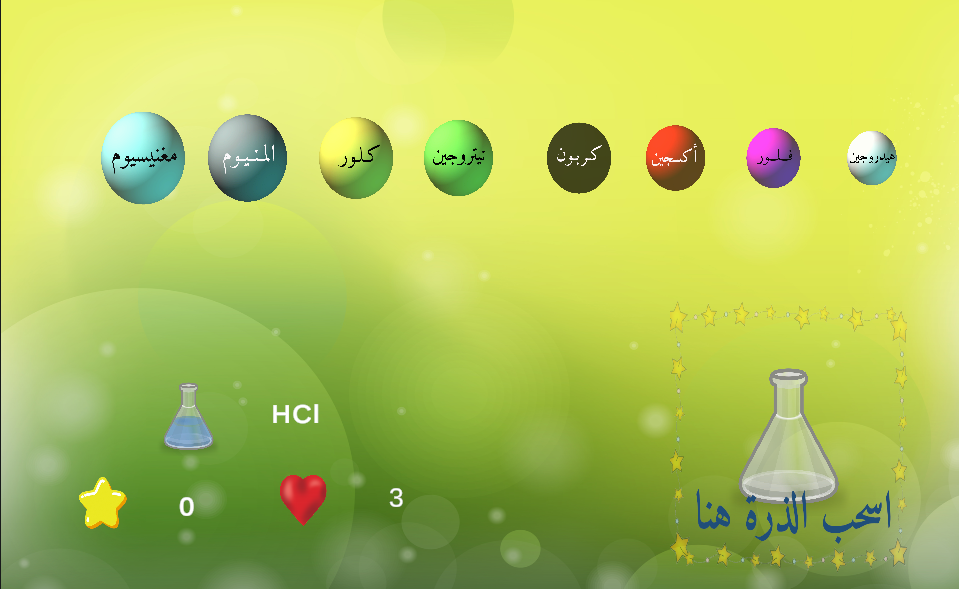 هيدروجين
فلور
أكسجين
كربون
نيتروجين
كلور
المنيوم
مغنيسيوم
HCl
0
3
اسحب الذرة هنا